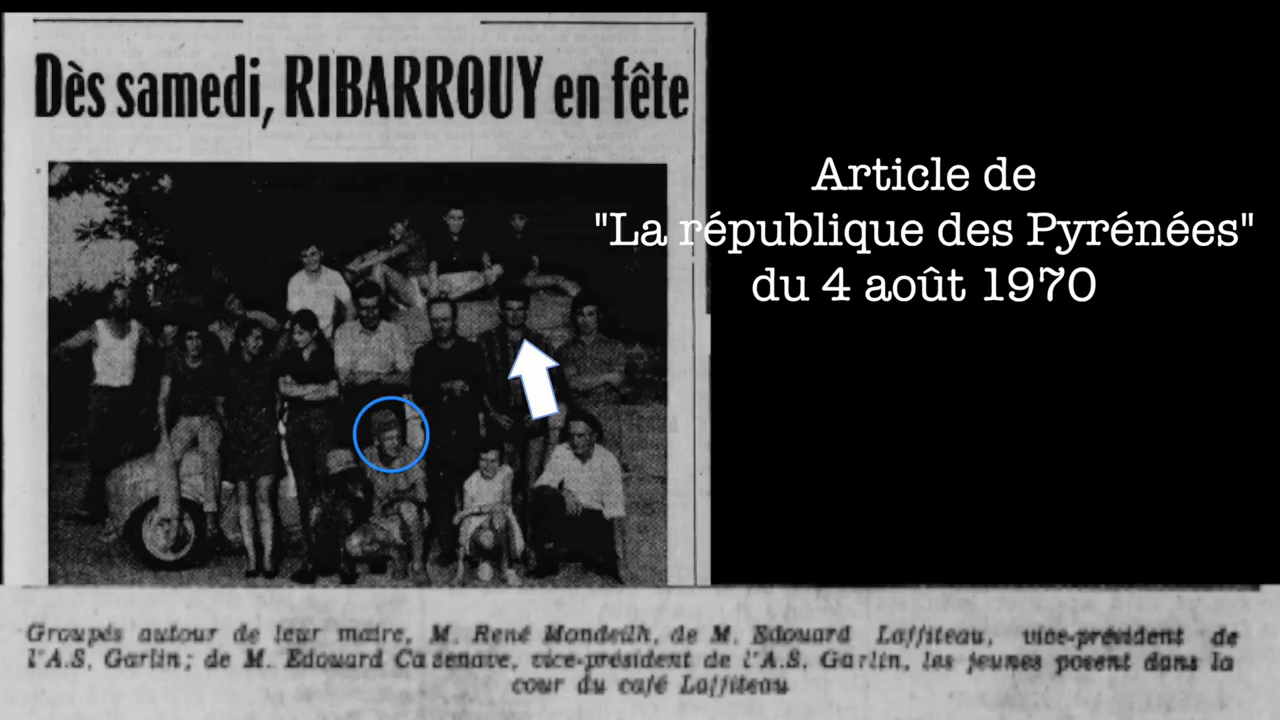 Dès samedi, RIBARROUY en fête
Article de
"La république des Pyrénées"
du 4 août 1970
Groupés autour de leur maire, M. René Mondeilh, de M. Edouard Laffiteau, vice-président de
l'A.S. Garlin; de M. Edouard Cazenave, vice-président de l'A.S. Garlin, les jeunes posent dans la
cour du café Laffiteau